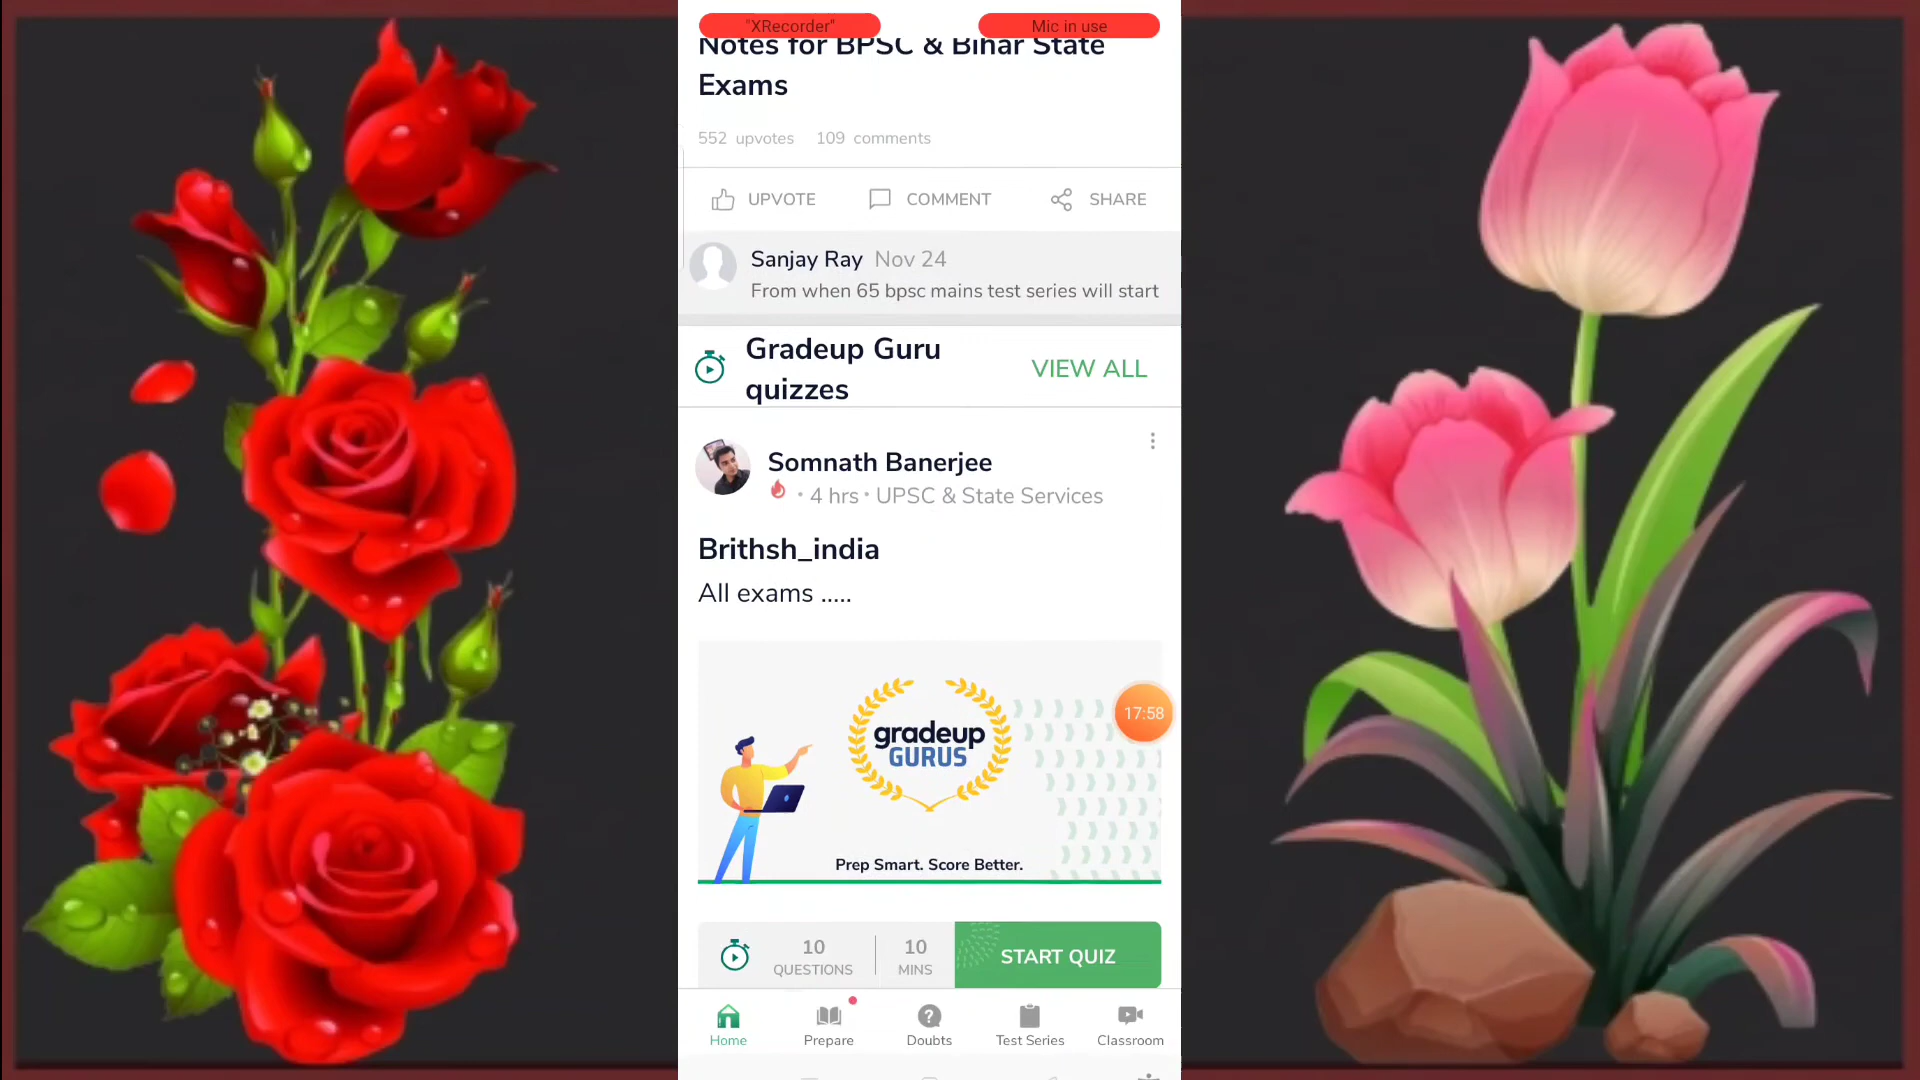 "XRecorder" Mic in use
Notes for BPSC & Bihar State
Exams
552 upvotes 109 comments
UPVOTE COMMENT SHARE
Sanjay Ray Nov 24
From when 65 bpsc mains test series will start
Gradeup Guru
quizzes
VIEW ALL
Somnath Banerjee
• 4 hrs • UPSC & State Services
Brithsh_india
All exams .....
gradeup
GURUS
17:58
Prep Smart. Score Better.
10 10
QUESTIONS MINS
START QUIZ
Home Prepare Doubts Test Series Classroom